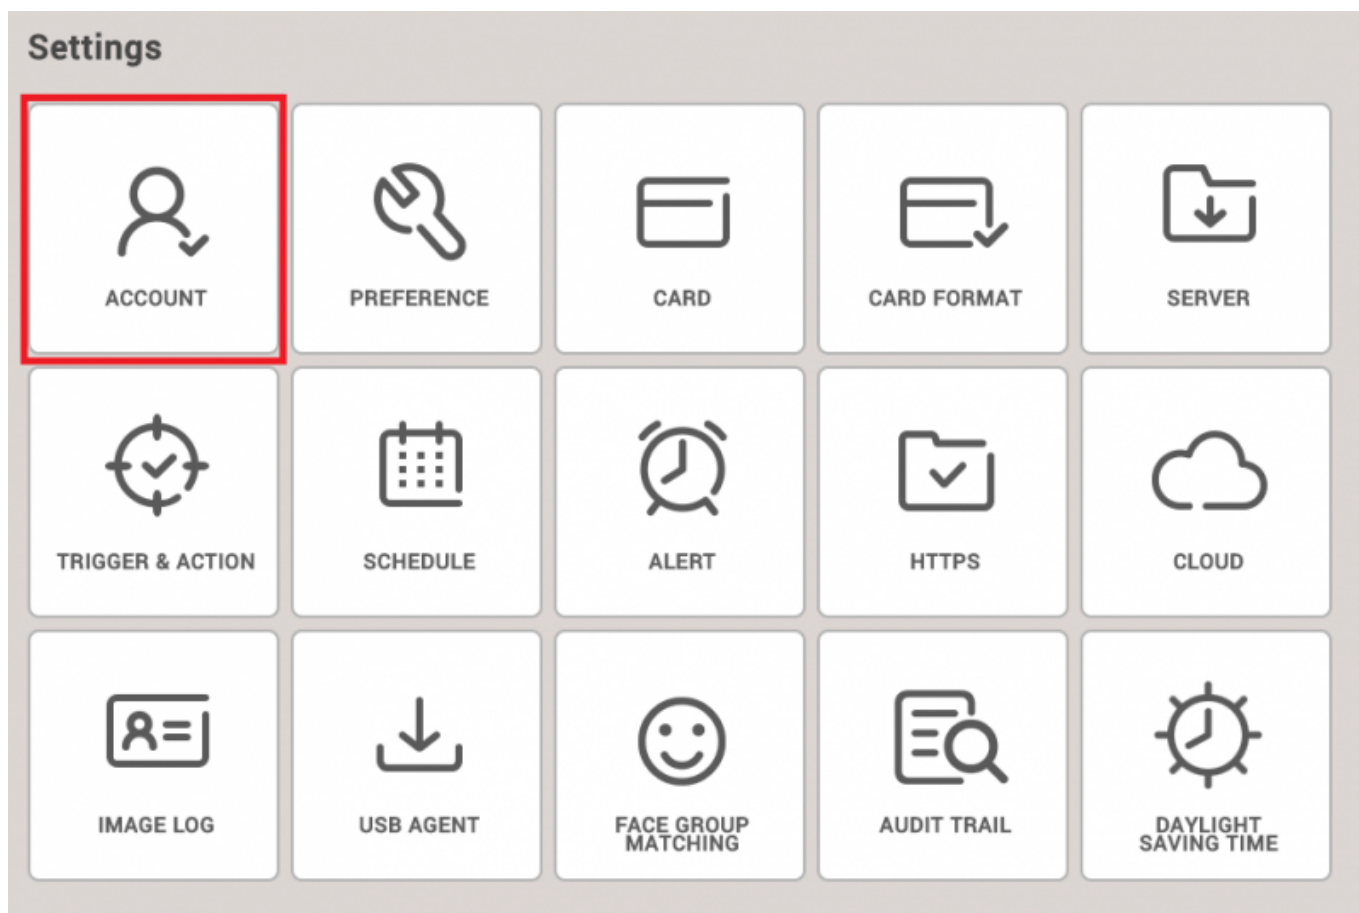 Settings
ACCOUNT
PREFERENCE
CARD
CARD FORMAT
SERVER
TRIGGER & ACTION
SCHEDULE
ALERT
HTTPS
CLOUD
IMAGE LOG
USB AGENT
FACE GROUP
MATCHING
AUDIT TRAIL
DAYLIGHT
SAVING TIME